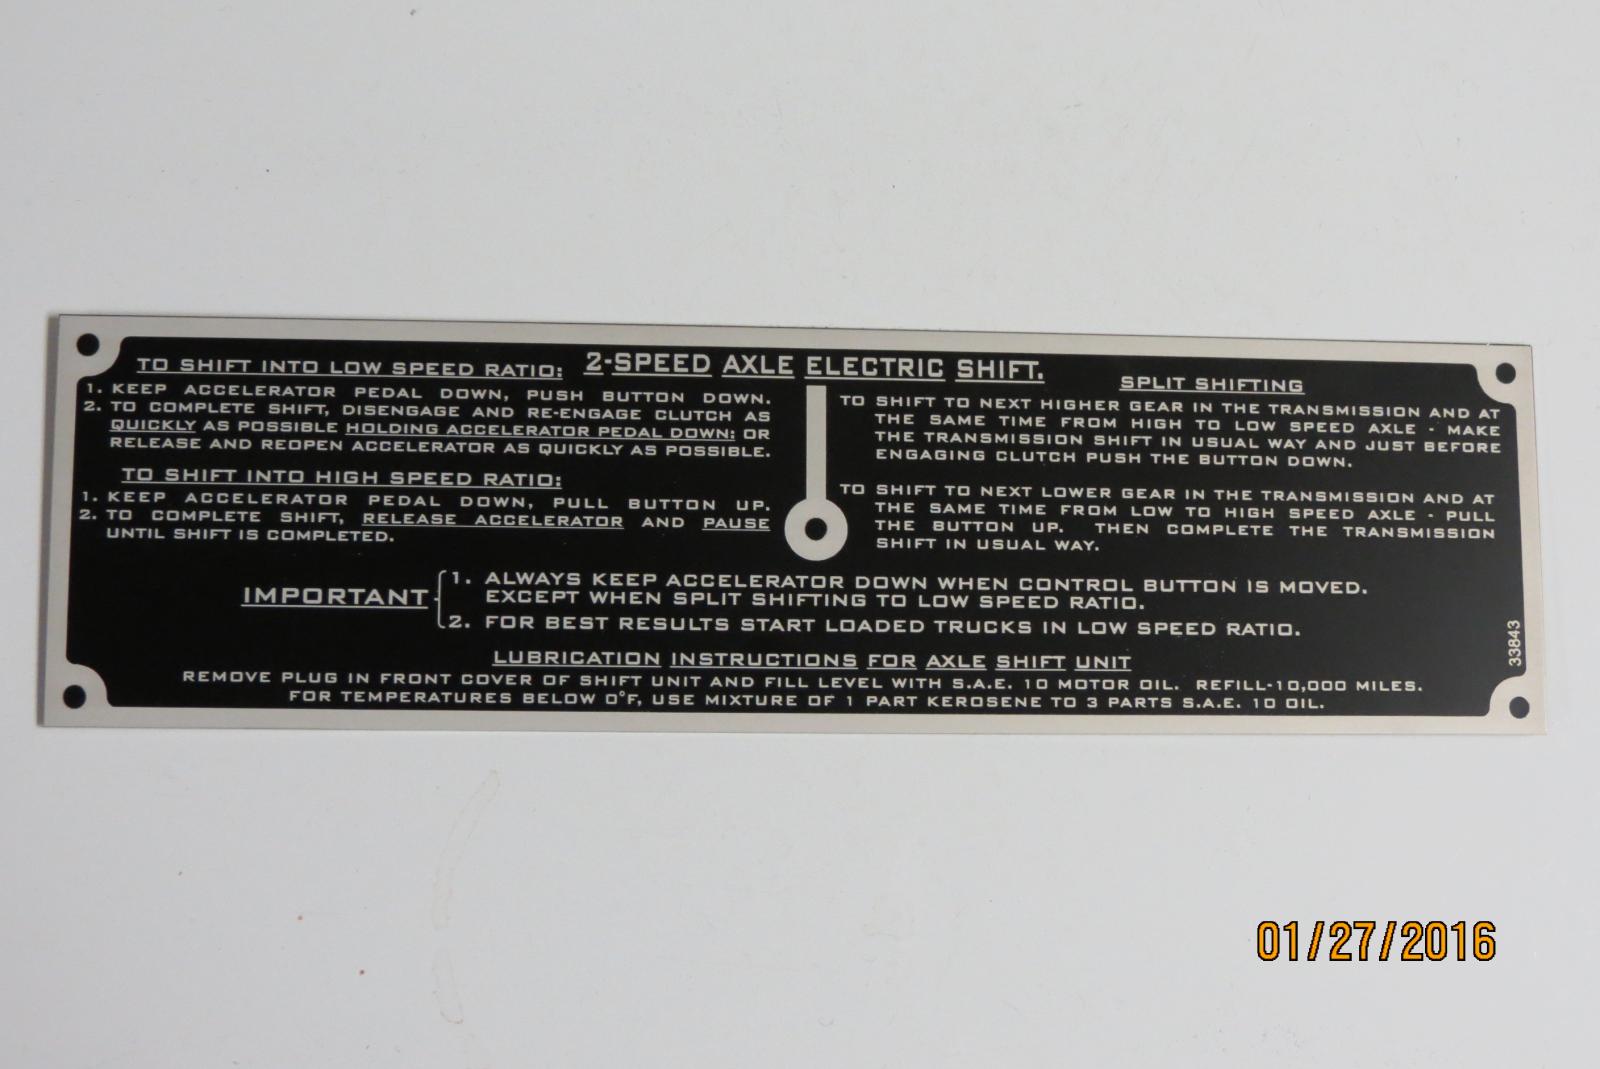 2-SPEED AXLE ELECTRIC SHIFT.
TO SHIFT INTO LOW SPEED RATIO:
1. KEEP ACCELERATOR PEDAL DOWN, PUSH BUTTON DOWN.
2. TO COMPLETE SHIFT, DISENGAGE AND RE-ENGAGE CLUTCH AS
QUICKLY AS POSSIBLE HOLDING ACCELERATOR PEDAL DOWN: OR
RELEASE AND REOPEN ACCELERATOR AS QUICKLY AS POSSIBLE.
TO SHIFT INTO HIGH SPEED RATIO:
1. KEEP ACCELERATOR PEDAL DOWN, PULL BUTTON UP.
2. TO COMPLETE SHIFT, RELEASE ACCELERATOR AND PAUSE
UNTIL SHIFT IS COMPLETED.
SPLIT SHIFTING
TO SHIFT TO NEXT HIGHER GEAR IN THE TRANSMISSION AND AT
THE SAME TIME FROM HIGH TO LOW SPEED AXLE - MAKE
THE TRANSMISSION SHIFT IN USUAL WAY AND JUST BEFORE
ENGAGING CLUTCH PUSH THE BUTTON DOWN.
TO SHIFT TO NEXT LOWER GEAR IN THE TRANSMISSION AND AT
THE SAME TIME FROM LOW TO HIGH SPEED AXLE - PULL
THE BUTTON UP. THEN COMPLETE THE TRANSMISSION
SHIFT IN USUAL WAY.
IMPORTANT
1. ALWAYS KEEP ACCELERATOR DOWN WHEN CONTROL BUTTON IS MOVED.
EXCEPT WHEN SPLIT SHIFTING TO LOW SPEED RATIO.
2. FOR BEST RESULTS START LOADED TRUCKS IN LOW SPEED RATIO.
33843
LUBRICATION INSTRUCTIONS FOR AXLE SHIFT UNIT
REMOVE PLUG IN FRONT COVER OF SHIFT UNIT AND FILL LEVEL WITH S.A.E. 10 MOTOR OIL. REFILL-10,000 MILES.
FOR TEMPERATURES BELOW 0°F, USE MIXTURE OF 1 PART KEROSENE TO 3 PARTS S.A.E. 10 OIL.
01/27/2016